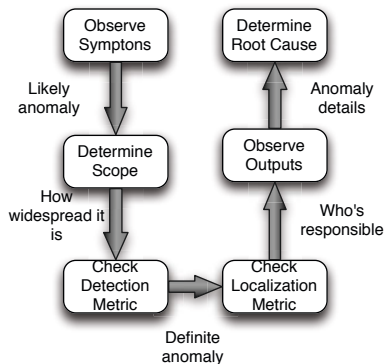 Observe
Symptons
Likely
anomaly
Determine
Scope
How
widespread it
is
Check
Detection
Metric
Definite
anomaly
Check
Localization
Metric
Who's
responsible
Observe
Outputs
Anomaly
details
Determine
Root Cause